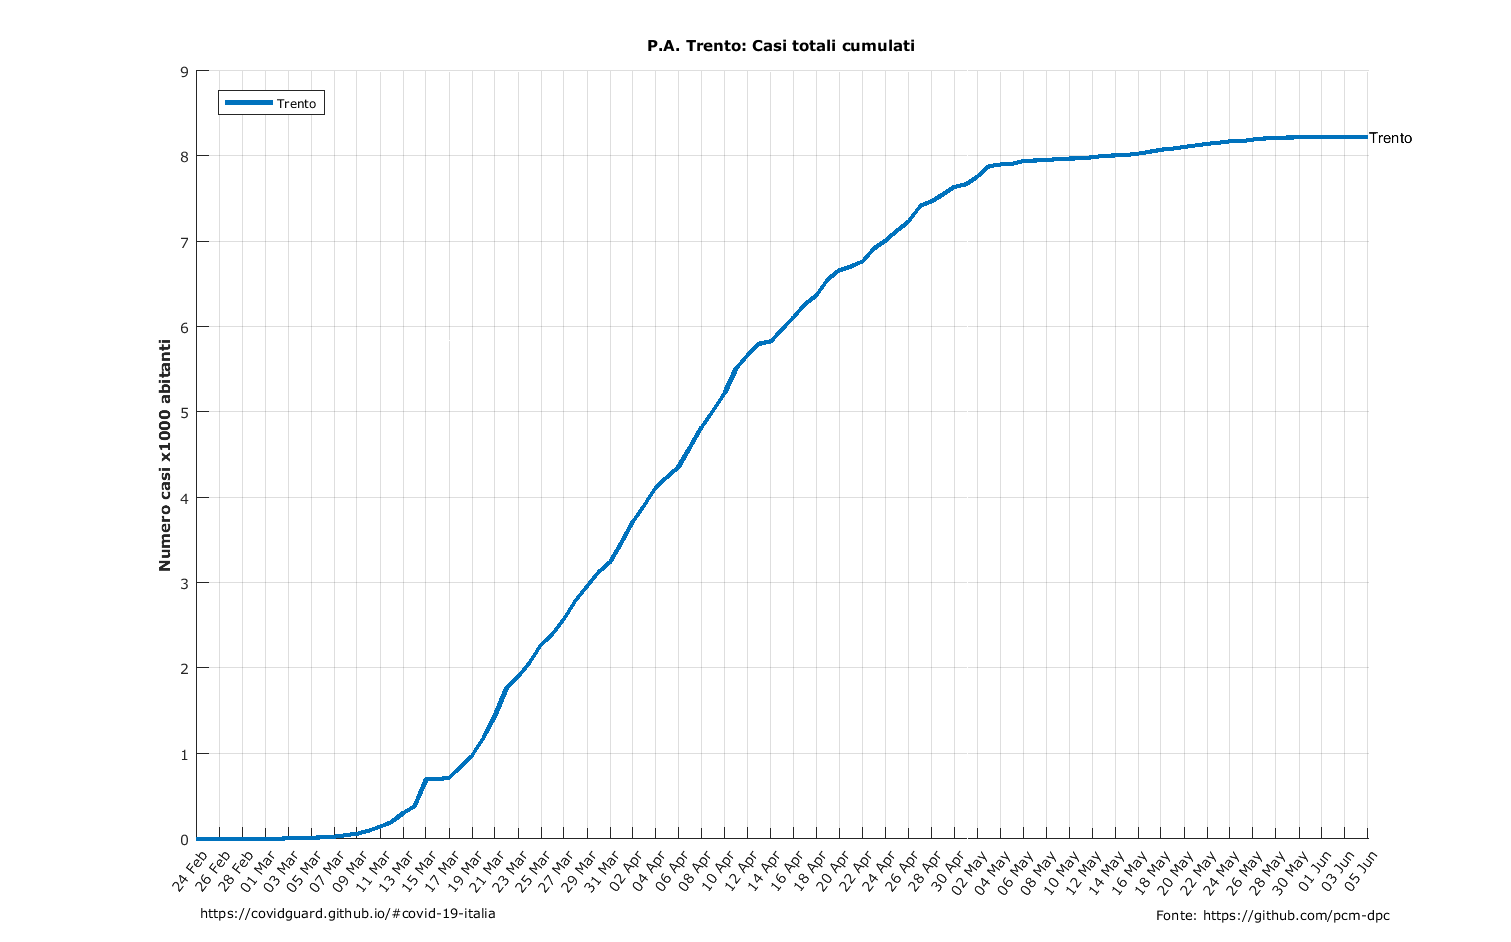 P.A. Trento: Casi totali cumulati
Trento
Trento
Numero casi x1000 abitanti
9
8
7
6
5
4
3
2
1
0
24 Feb
26 Feb
28 Feb
01 Mar
03 Mar
05 Mar
07 Mar
09 Mar
11 Mar
13 Mar
15 Mar
17 Mar
19 Mar
21 Mar
23 Mar
25 Mar
27 Mar
29 Mar
31 Mar
02 Apr
04 Apr
06 Apr
08 Apr
10 Apr
12 Apr
14 Apr
16 Apr
18 Apr
20 Apr
22 Apr
24 Apr
26 Apr
28 Apr
30 Apr
02 May
04 May
06 May
08 May
10 May
12 May
14 May
16 May
18 May
20 May
22 May
24 May
26 May
28 May
30 May
01 Jun
03 Jun
05 Jun
https://covidguard.github.io/#covid-19-italia
Fonte: https://github.com/pcm-dpc